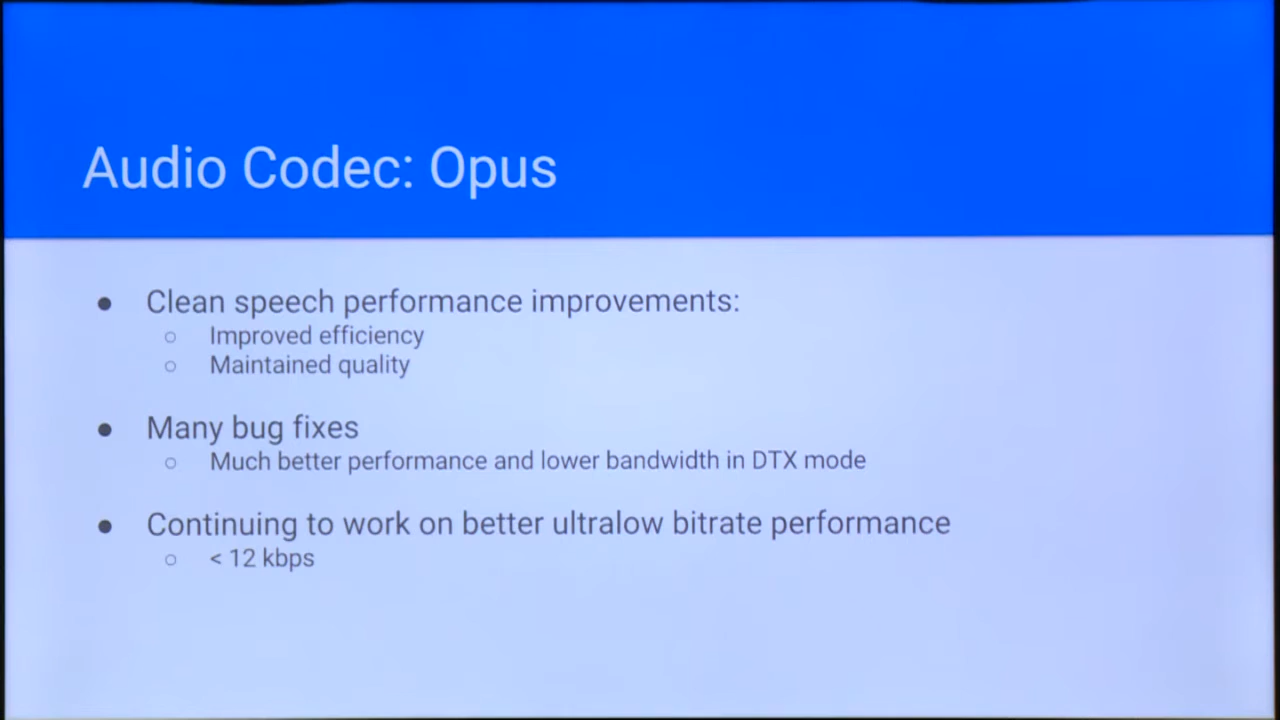 Audio Codec: Opus
● Clean speech performance improvements:
○ Improved efficiency
○ Maintained quality
● Many bug fixes
○ Much better performance and lower bandwidth in DTX mode
● Continuing to work on better ultralow bitrate performance
○ < 12 kbps